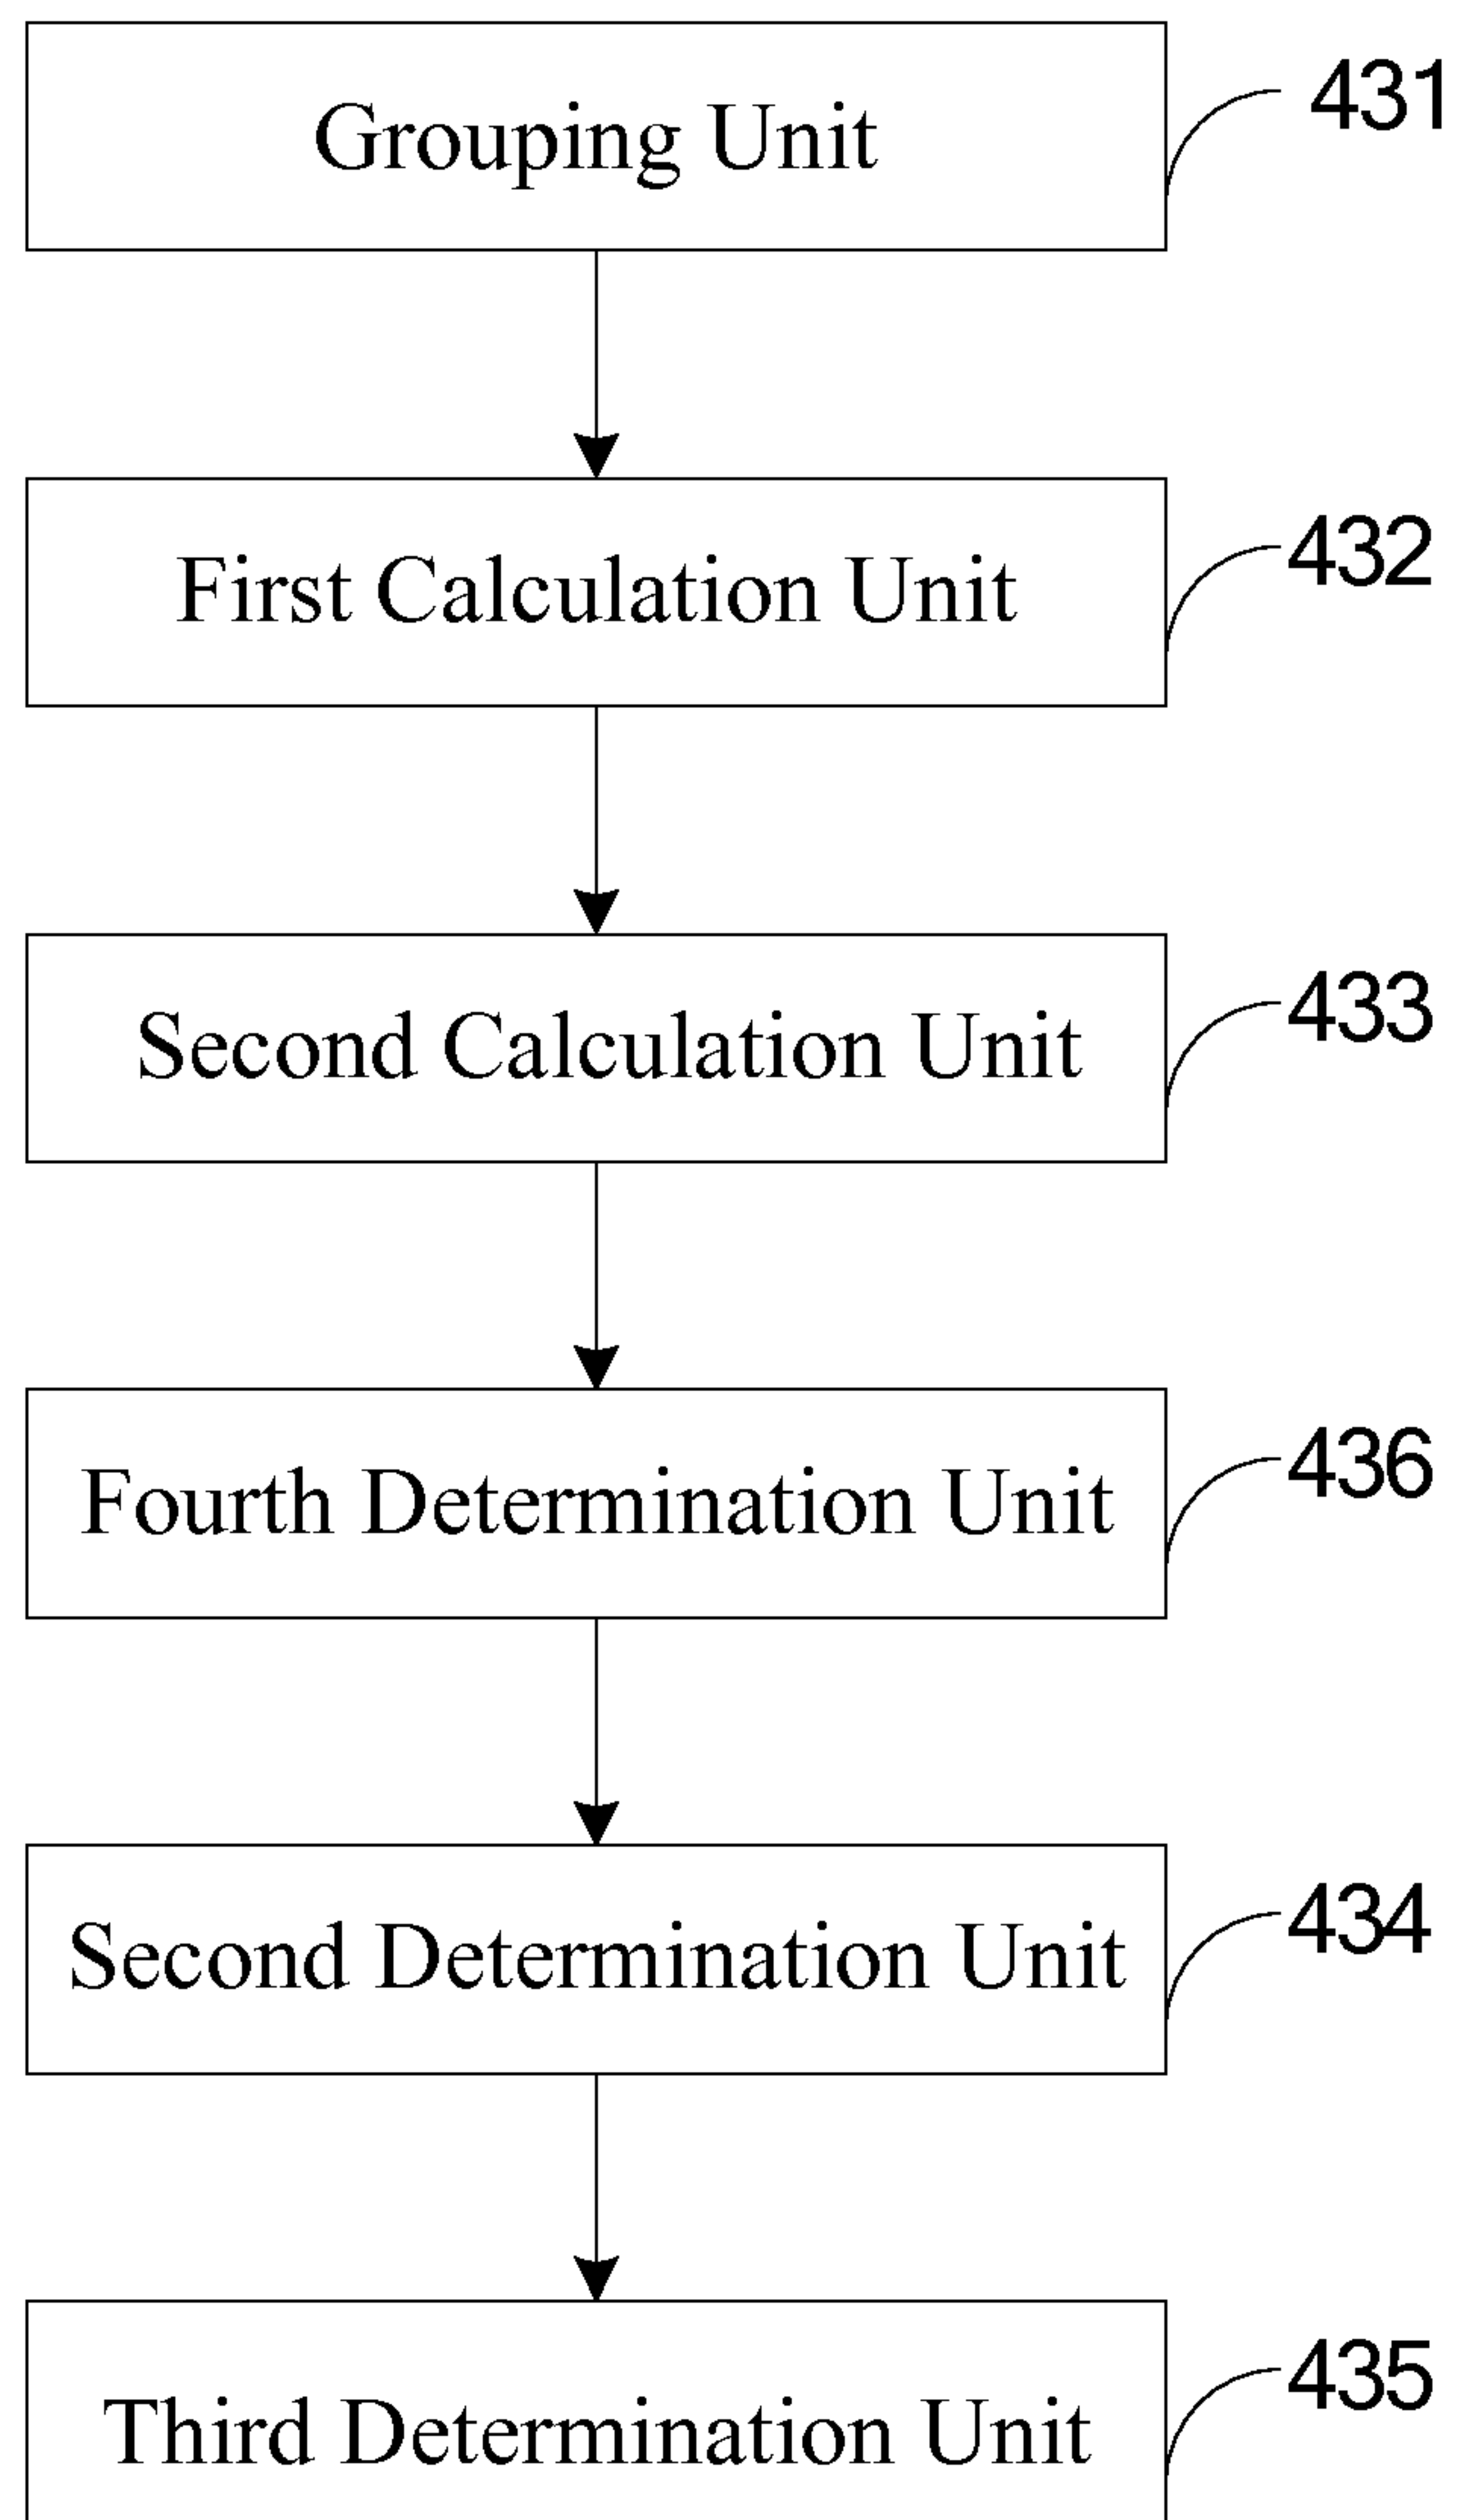 Grouping Unit
431
First Calculation Unit
432
Second Calculation Unit
433
Fourth Determination Unit
436
Second Determination Unit
434
Third Determination Unit
435